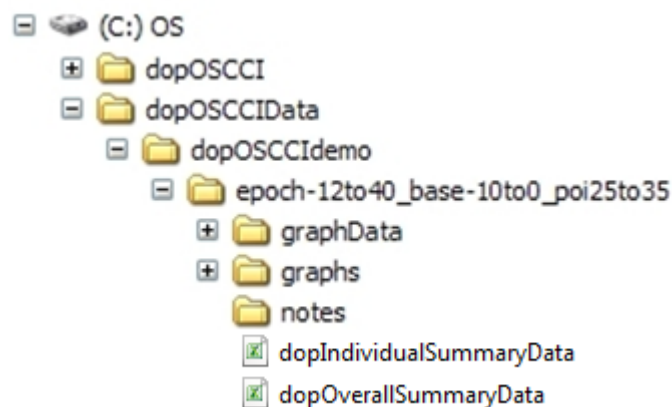 (C:) OS
dopOSCCI
dopOSCCIData
dopOSCCIdemo
epoch-12to40_base-10to0_poi25to35
graphData
graphs
notes
dopIndividualSummaryData
dopOverallSummaryData